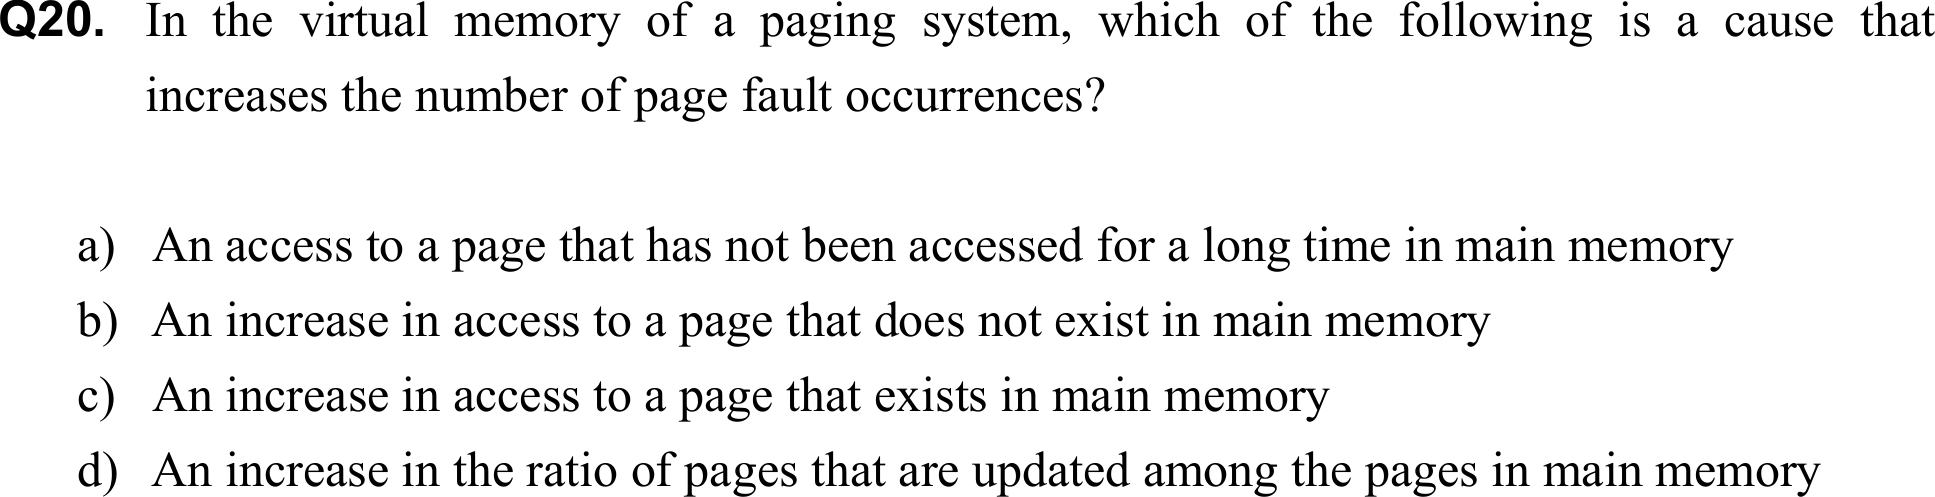 Q20. In the virtual memory of a paging system, which of the following is a cause that
increases the number of page fault occurrences?
a) An access to a page that has not been accessed for a long time in main memory
b) An increase in access to a page that does not exist in main memory
c) An increase in access to a page that exists in main memory
d) An increase in the ratio of pages that are updated among the pages in main memory